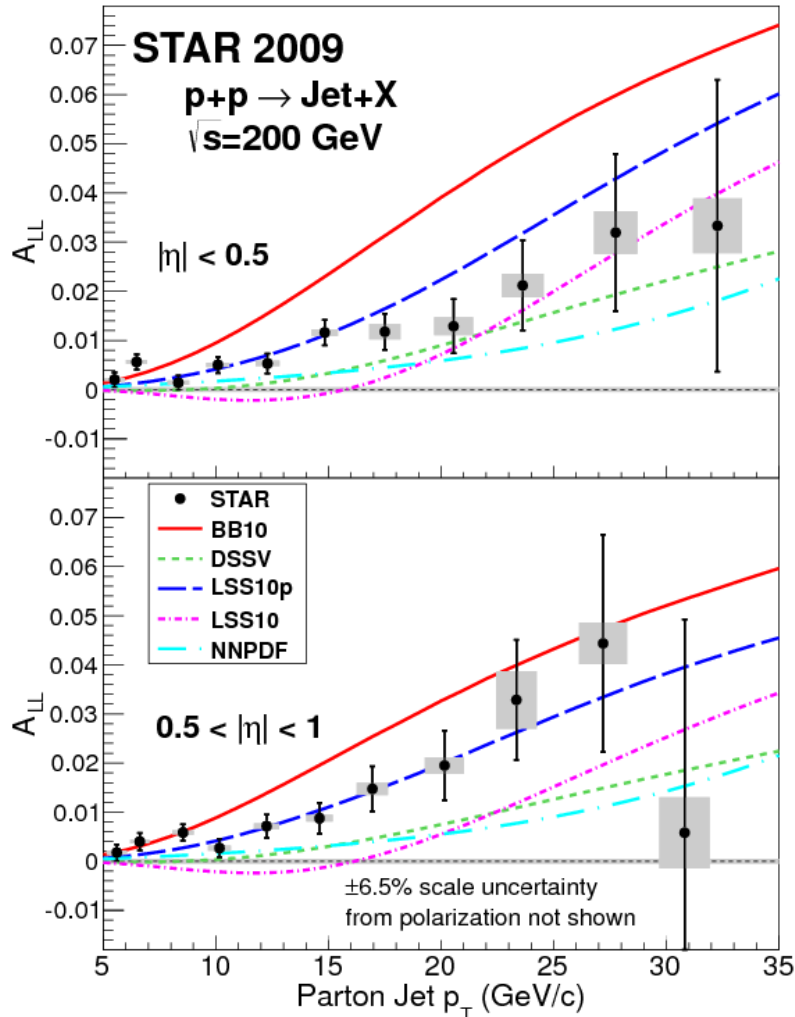 STAR 2009
p+p → Jet+X
√s=200 GeV
|η| < 0.5
A_LL
0.07
0.06
0.05
0.04
0.03
0.02
0.01
0
-0.01
STAR
BB10
DSSV
LSS10p
LSS10
NNPDF
0.5 < |η| < 1
A_LL
0.07
0.06
0.05
0.04
0.03
0.02
0.01
0
-0.01
±6.5% scale uncertainty
from polarization not shown
5 10 15 20 25 30 35
Parton Jet p_T (GeV/c)